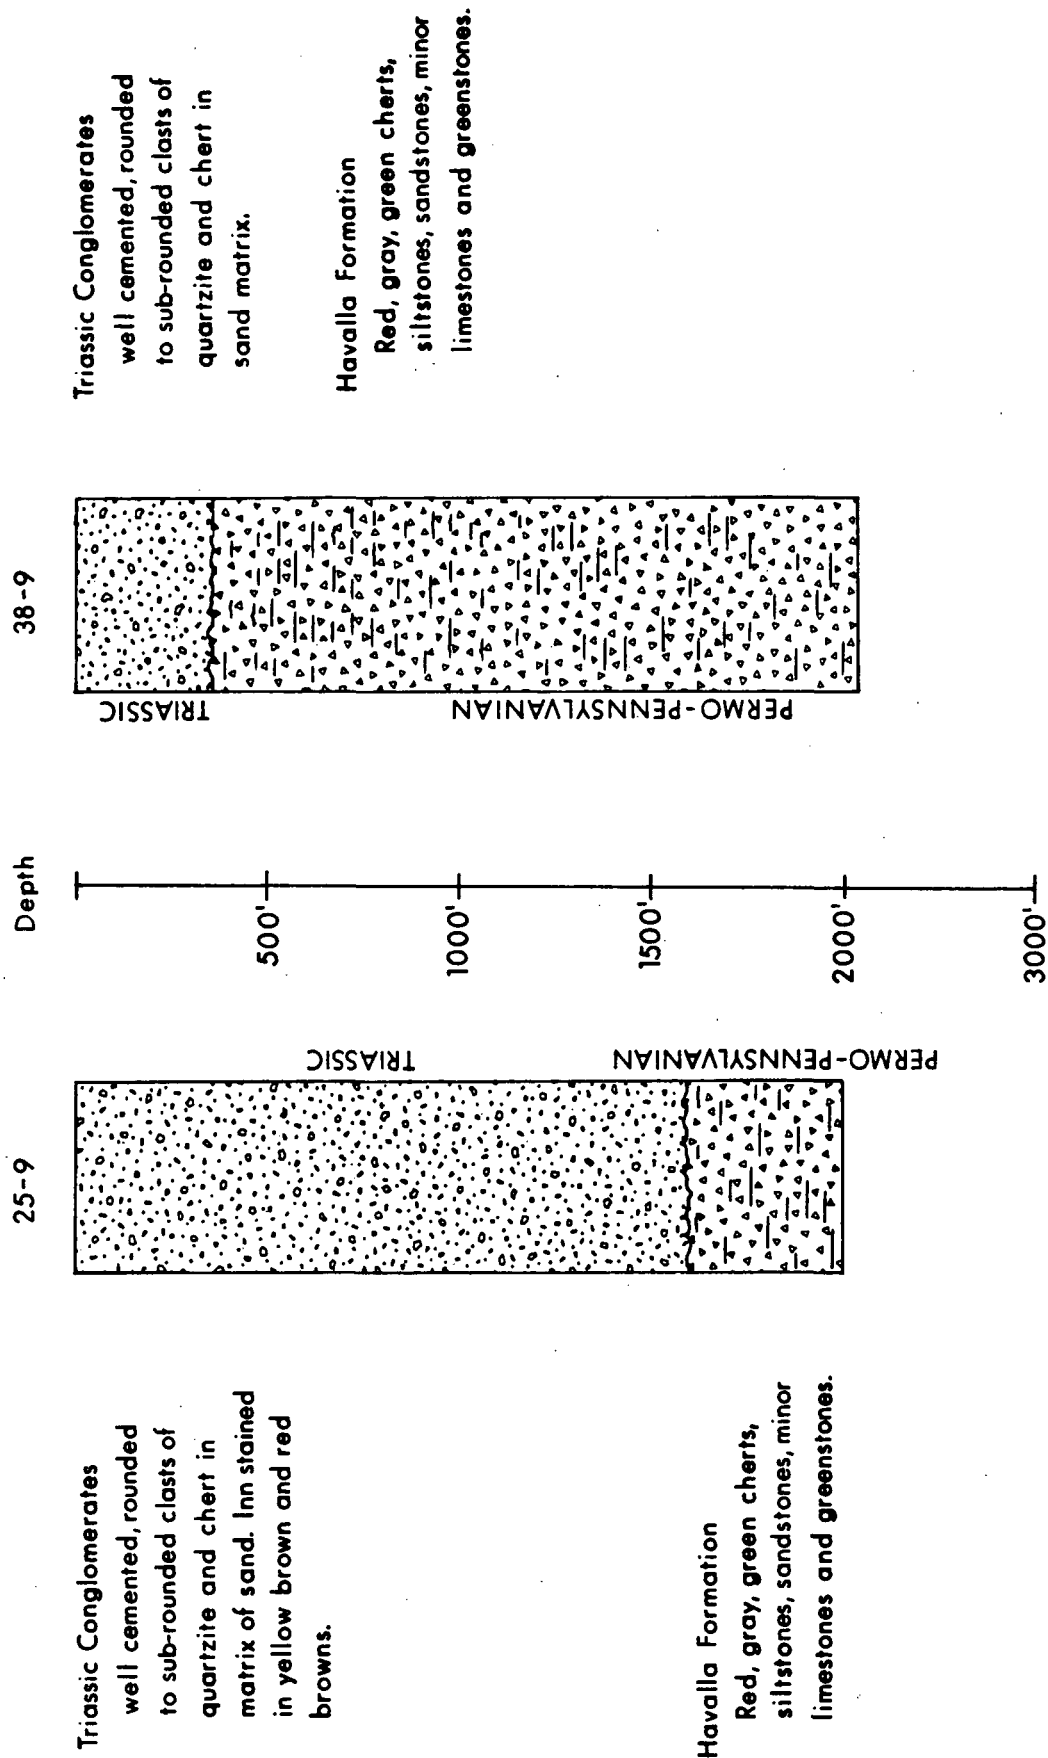 25-9
Depth
38-9
Triassic Conglomerates
well cemented, rounded
to sub-rounded clasts of
quartzite and chert in
matrix of sand. Inn stained
in yellow brown and red
browns.
Havalla Formation
Red, gray, green cherts,
siltstones, sandstones, minor
limestones and greenstones.
TRIASSIC
PERMO-PENNSYLVANIAN
500'
1000'
1500'
2000'
3000'
TRIASSIC
PERMO-PENNSYLVANIAN
Triassic Conglomerates
well cemented, rounded
to sub-rounded clasts of
quartzite and chert in
sand matrix.
Havalla Formation
Red, gray, green cherts,
siltstones, sandstones, minor
limestones and greenstones.